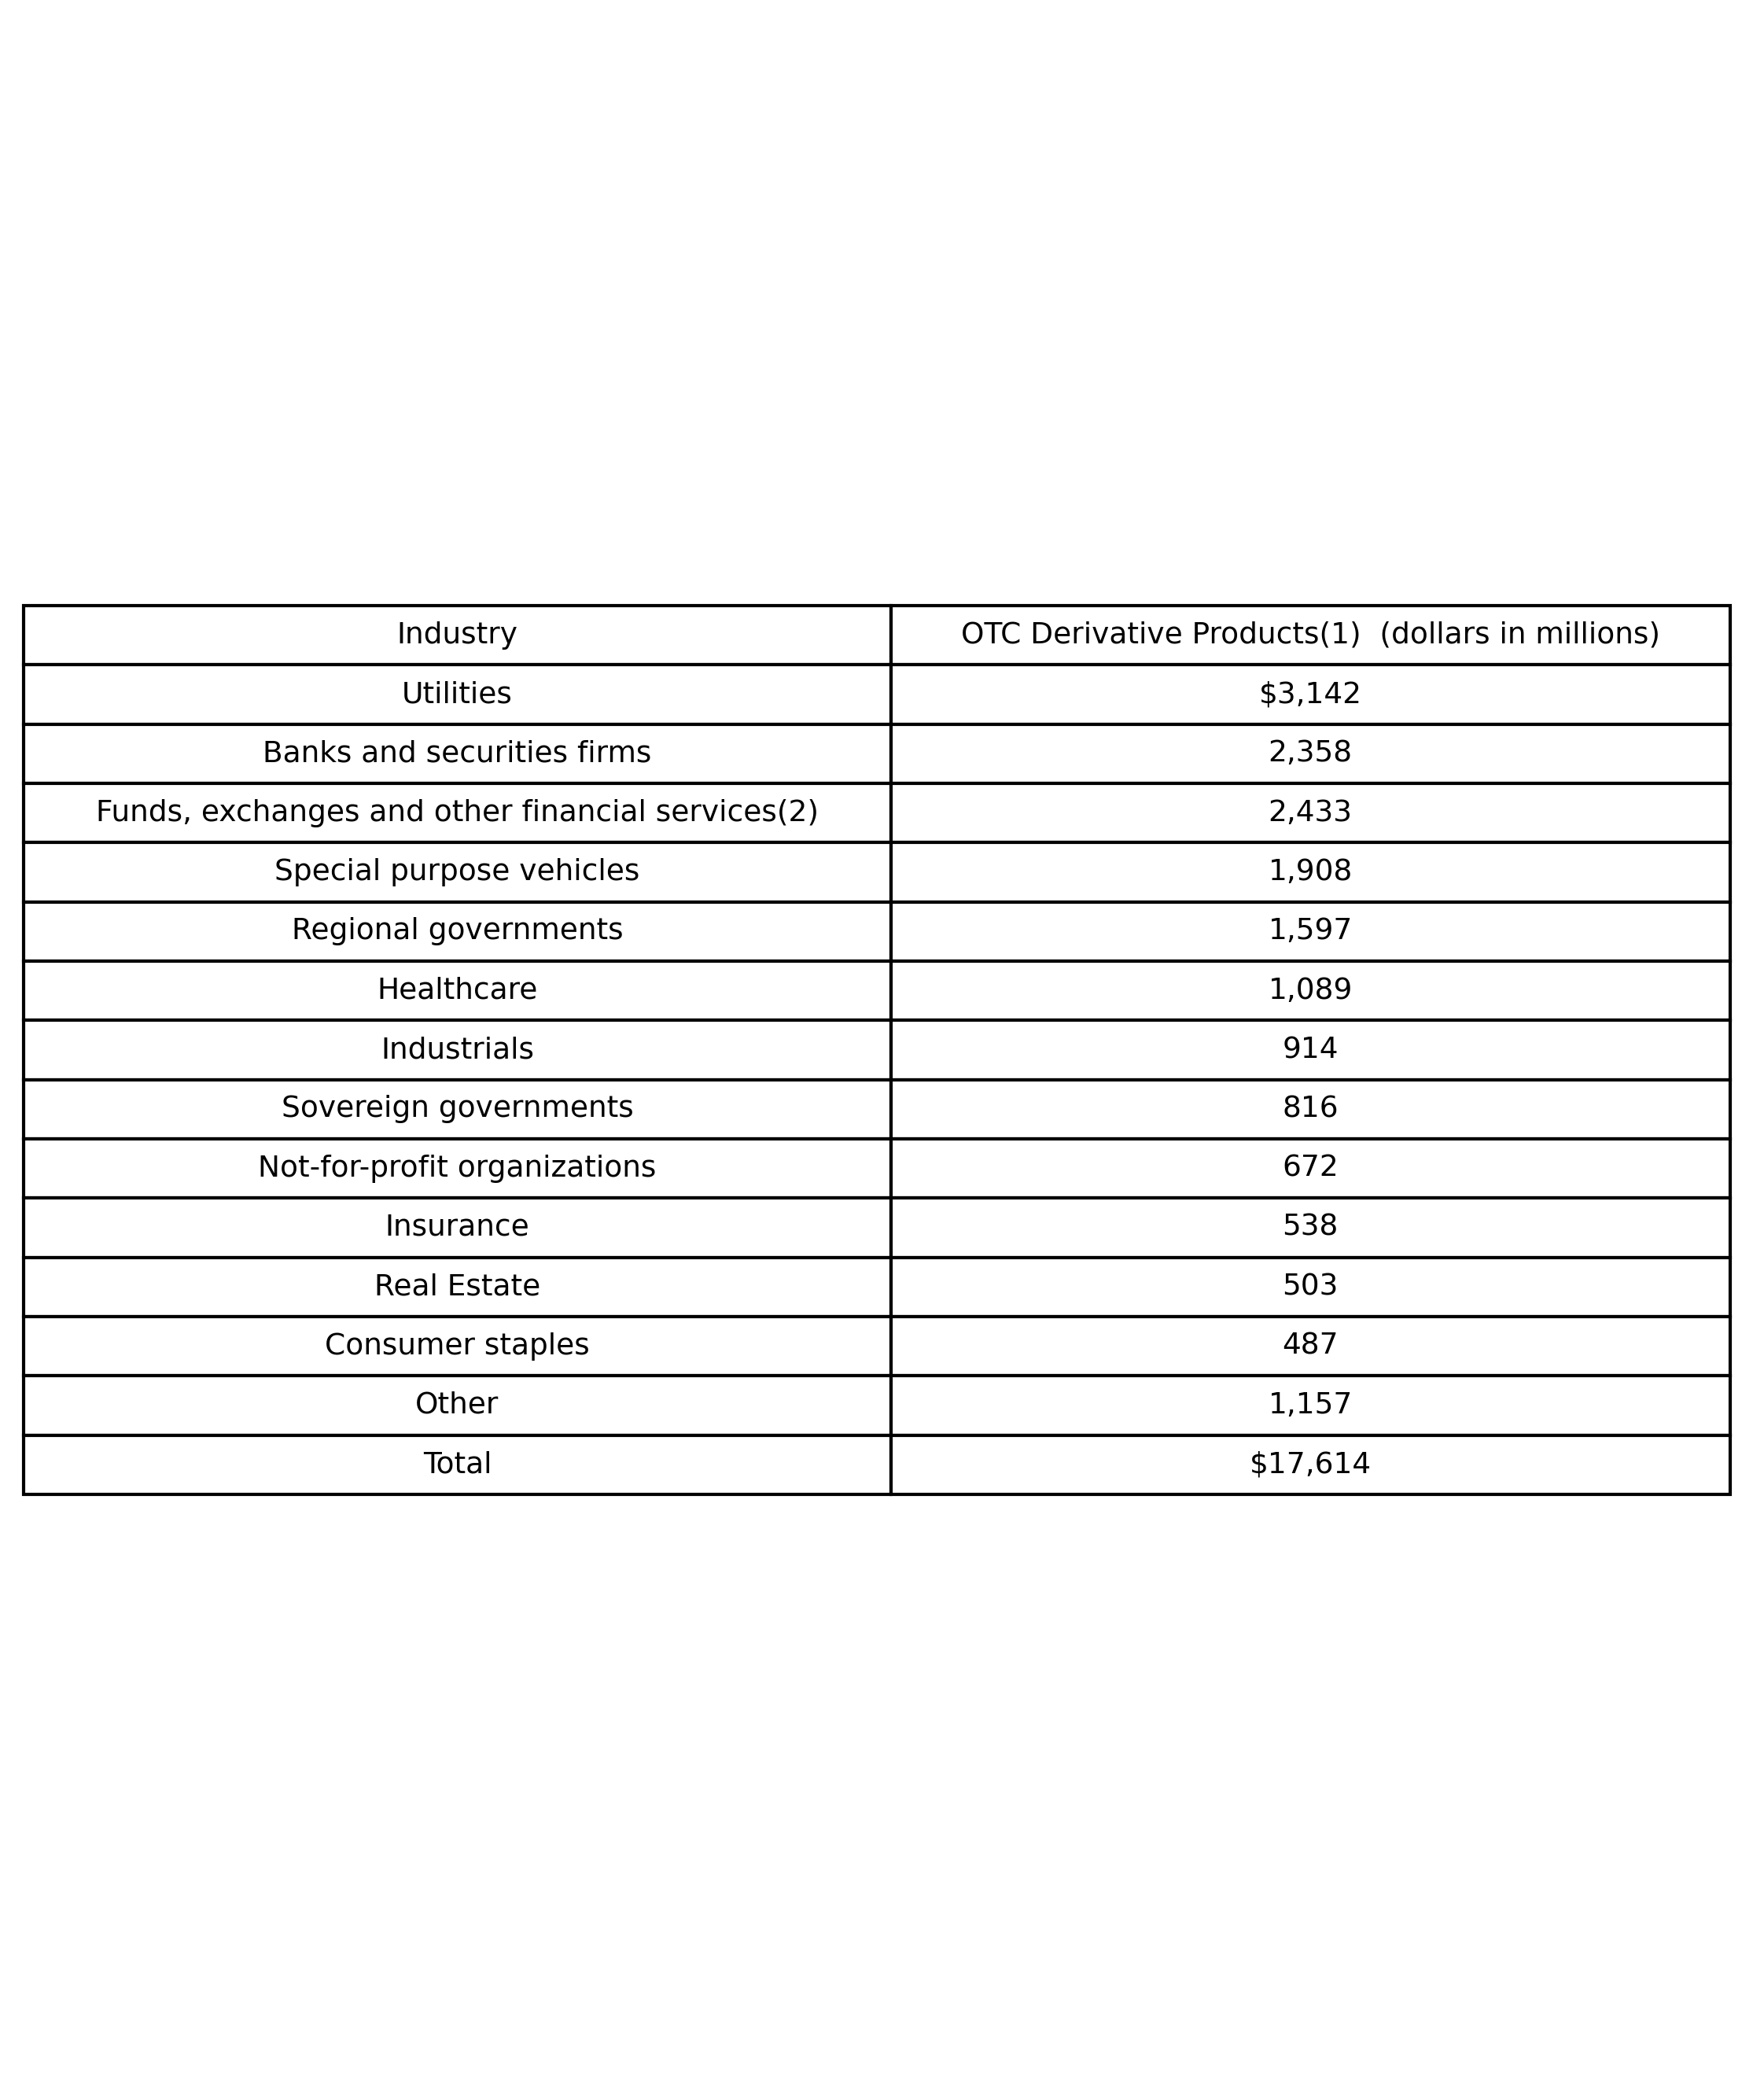 Industry OTC Derivative Products(1)  (dollars in millions)
Utilities $3,142
Banks and securities firms 2,358
Funds, exchanges and other financial services(2) 2,433
Special purpose vehicles 1,908
Regional governments 1,597
Healthcare 1,089
Industrials 914
Sovereign governments 816
Not-for-profit organizations 672
Insurance 538
Real Estate 503
Consumer staples 487
Other 1,157
Total $17,614